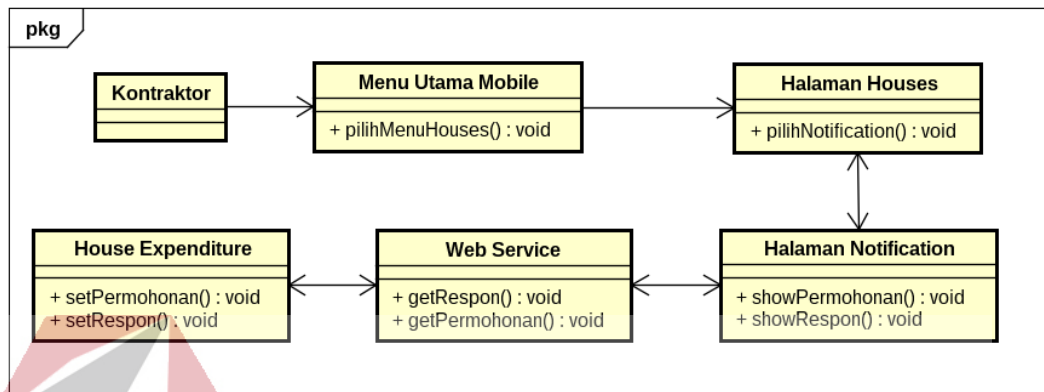 pkg
Kontraktor
Menu Utama Mobile
+ pilihMenuHouses() : void
Halaman Houses
+ pilihNotification() : void
House Expenditure
+ setPermohonan() : void
+ setRespon() : void
Web Service
+ getRespon() : void
+ getPermohonan() : void
Halaman Notification
+ showPermohonan() : void
+ showRespon() : void